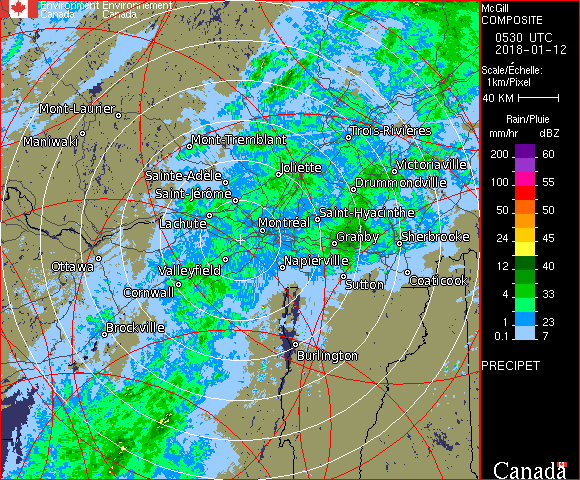 Environment Environnement
Canada Canada
McGill
COMPOSITE
0530 UTC
2018-01-12
Scale/Échelle:
1km/Pixel
40 KM
Rain/Pluie
mm/hr dBZ
200 60
100 55
50 50
24 45
12 40
4 33
1 23
0.1 7
PRECIPET
Canada
Mont-Laurier
Maniwaki
Mont-Tremblant
Trois-Rivières
Sainte-Adèle
Joliette
Victoriaville
Drummondville
Saint-Jérôme
Lachute
Montréal
Saint-Hyacinthe
Granby
Sherbrooke
Ottawa
Valleyfield
Napierville
Cornwall
Sutton
Coaticook
Brockville
Burlington